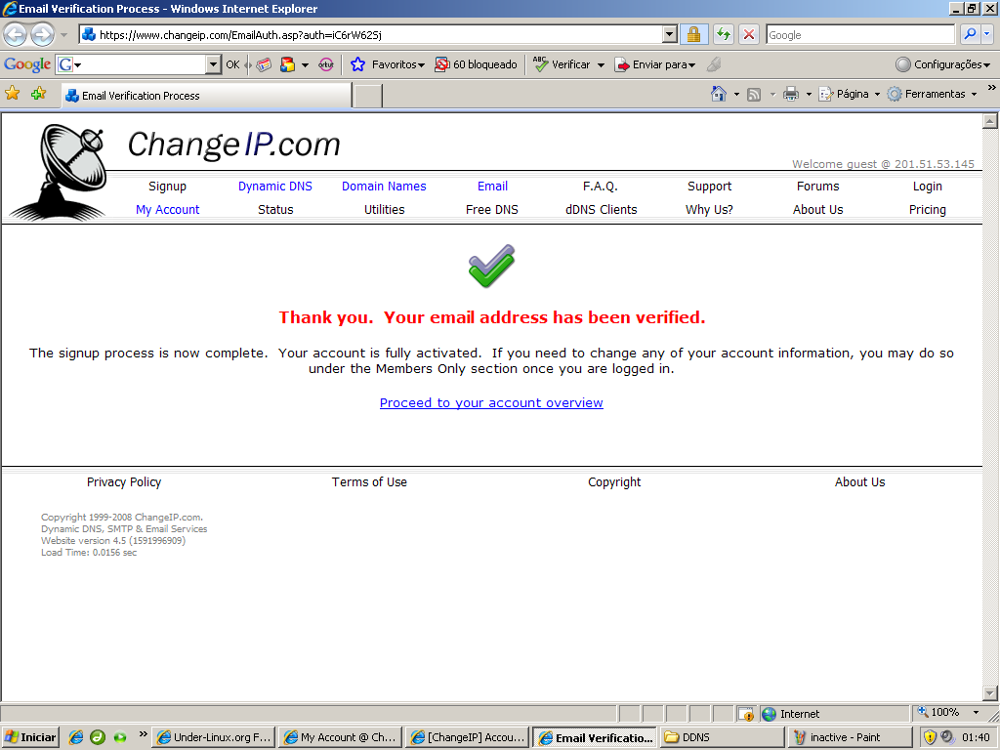 Email Verification Process - Windows Internet Explorer
https://www.changeip.com/EmailAuth.asp?auth=iC6rW62Sj
Google
Google G OK Favoritos 60 bloqueado ABC Verificar Enviar para Configurações
Email Verification Process Página Ferramentas »
ChangeIP.com
Welcome guest @ 201.51.53.145
Signup Dynamic DNS Domain Names Email F.A.Q. Support Forums Login
My Account Status Utilities Free DNS dDNS Clients Why Us? About Us Pricing
Thank you. Your email address has been verified.
The signup process is now complete. Your account is fully activated. If you need to change any of your account information, you may do so
under the Members Only section once you are logged in.
Proceed to your account overview
Privacy Policy Terms of Use Copyright About Us
Copyright 1999-2008 ChangeIP.com.
Dynamic DNS, SMTP & Email Services
Website version 4.5 (1591996909)
Load Time: 0.0156 sec
Internet 100%
Iniciar » Under-Linux.org F... My Account @ Ch... [ChangeIP] Accou... Email Verificatio... DDNS inactive - Paint 01:40